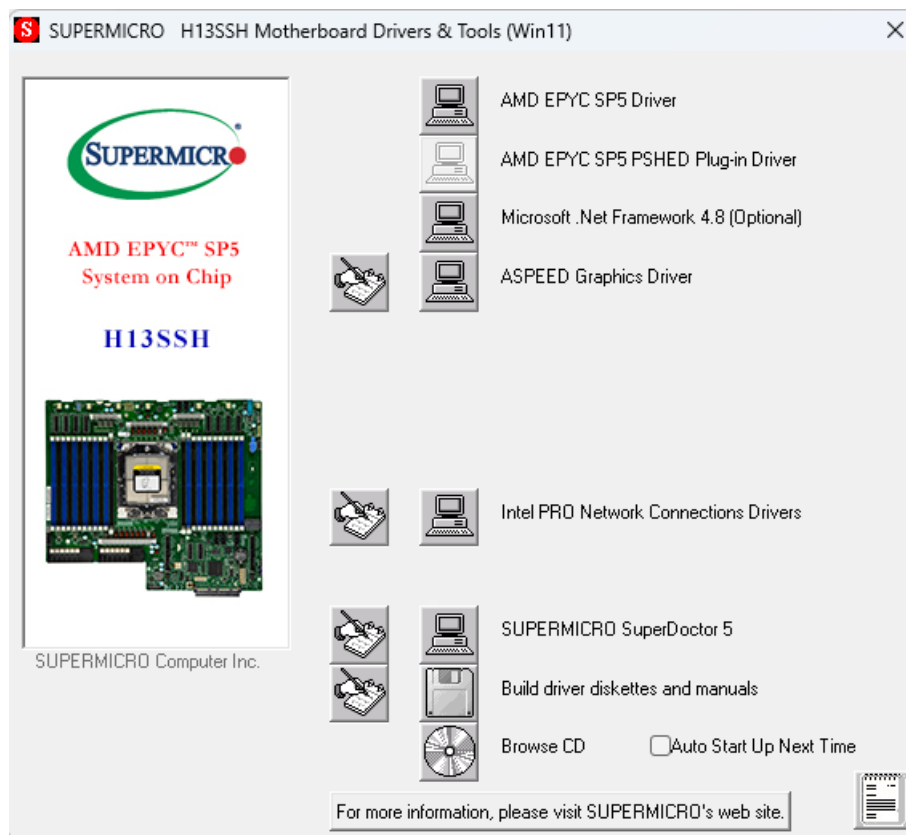 S SUPERMICRO H13SSH Motherboard Drivers & Tools (Win11)
SUPERMICR
AMD EPYC™ SP5
System on Chip
H13SSH
SUPERMICRO Computer Inc.
AMD EPYC SP5 Driver
AMD EPYC SP5 PSHED Plug-in Driver
Microsoft .Net Framework 4.8 (Optional)
ASPEED Graphics Driver
Intel PRO Network Connections Drivers
SUPERMICRO SuperDoctor 5
Build driver diskettes and manuals
Browse CD Auto Start Up Next Time
For more information, please visit SUPERMICRO's web site.